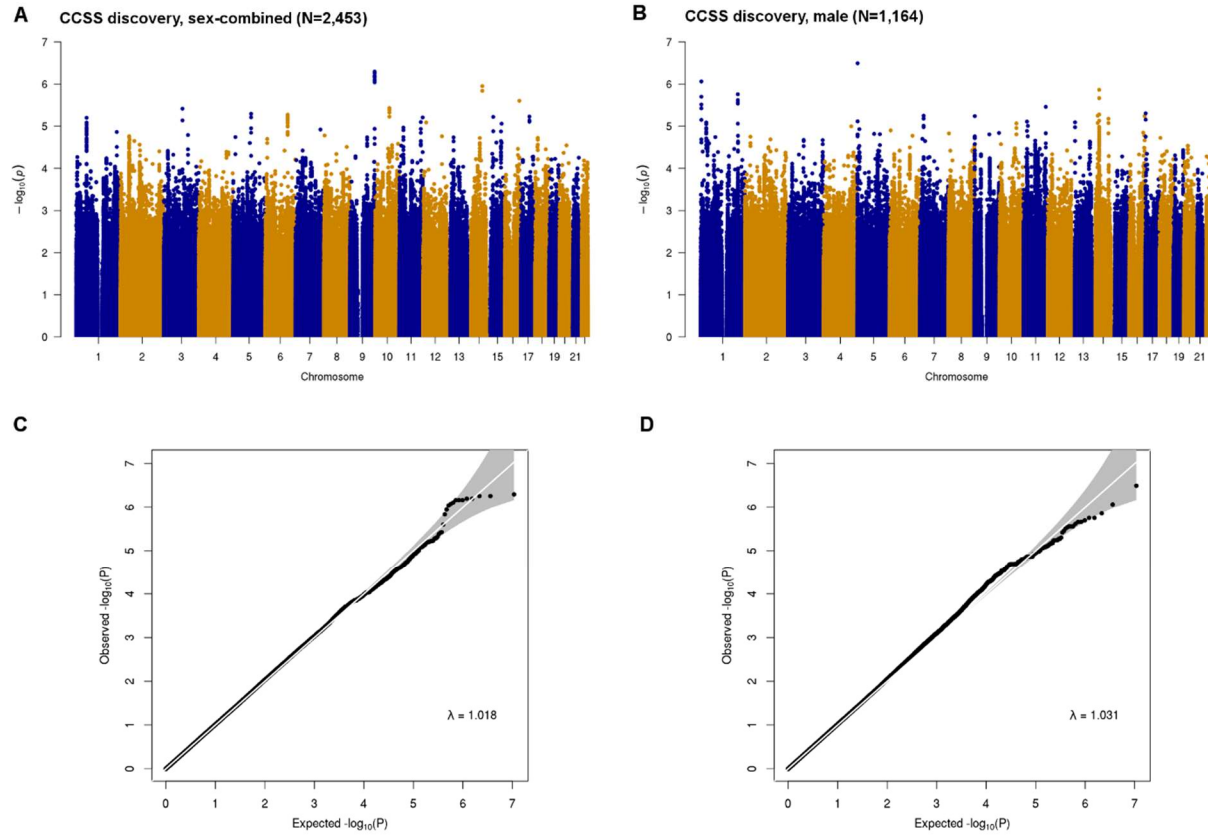 A
CCSS discovery, sex-combined (N=2,453)
7
6
5
4
3
2
1
0
− log10(p)
1 2 3 4 5 6 7 8 9 10 11 12 13 15 17 19 21
Chromosome
B
CCSS discovery, male (N=1,164)
7
6
5
4
3
2
1
0
− log10(p)
1 2 3 4 5 6 7 8 9 10 11 12 13 15 17 19 21
Chromosome
C
7
6
5
4
3
2
1
0
Observed -log10(P)
λ = 1.018
0 1 2 3 4 5 6 7
Expected -log10(P)
D
7
6
5
4
3
2
1
0
Observed -log10(P)
λ = 1.031
0 1 2 3 4 5 6 7
Expected -log10(P)